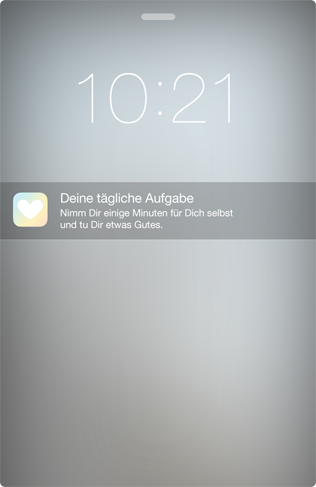 10:21
Deine tägliche Aufgabe
Nimm Dir einige Minuten für Dich selbst
und tu Dir etwas Gutes.